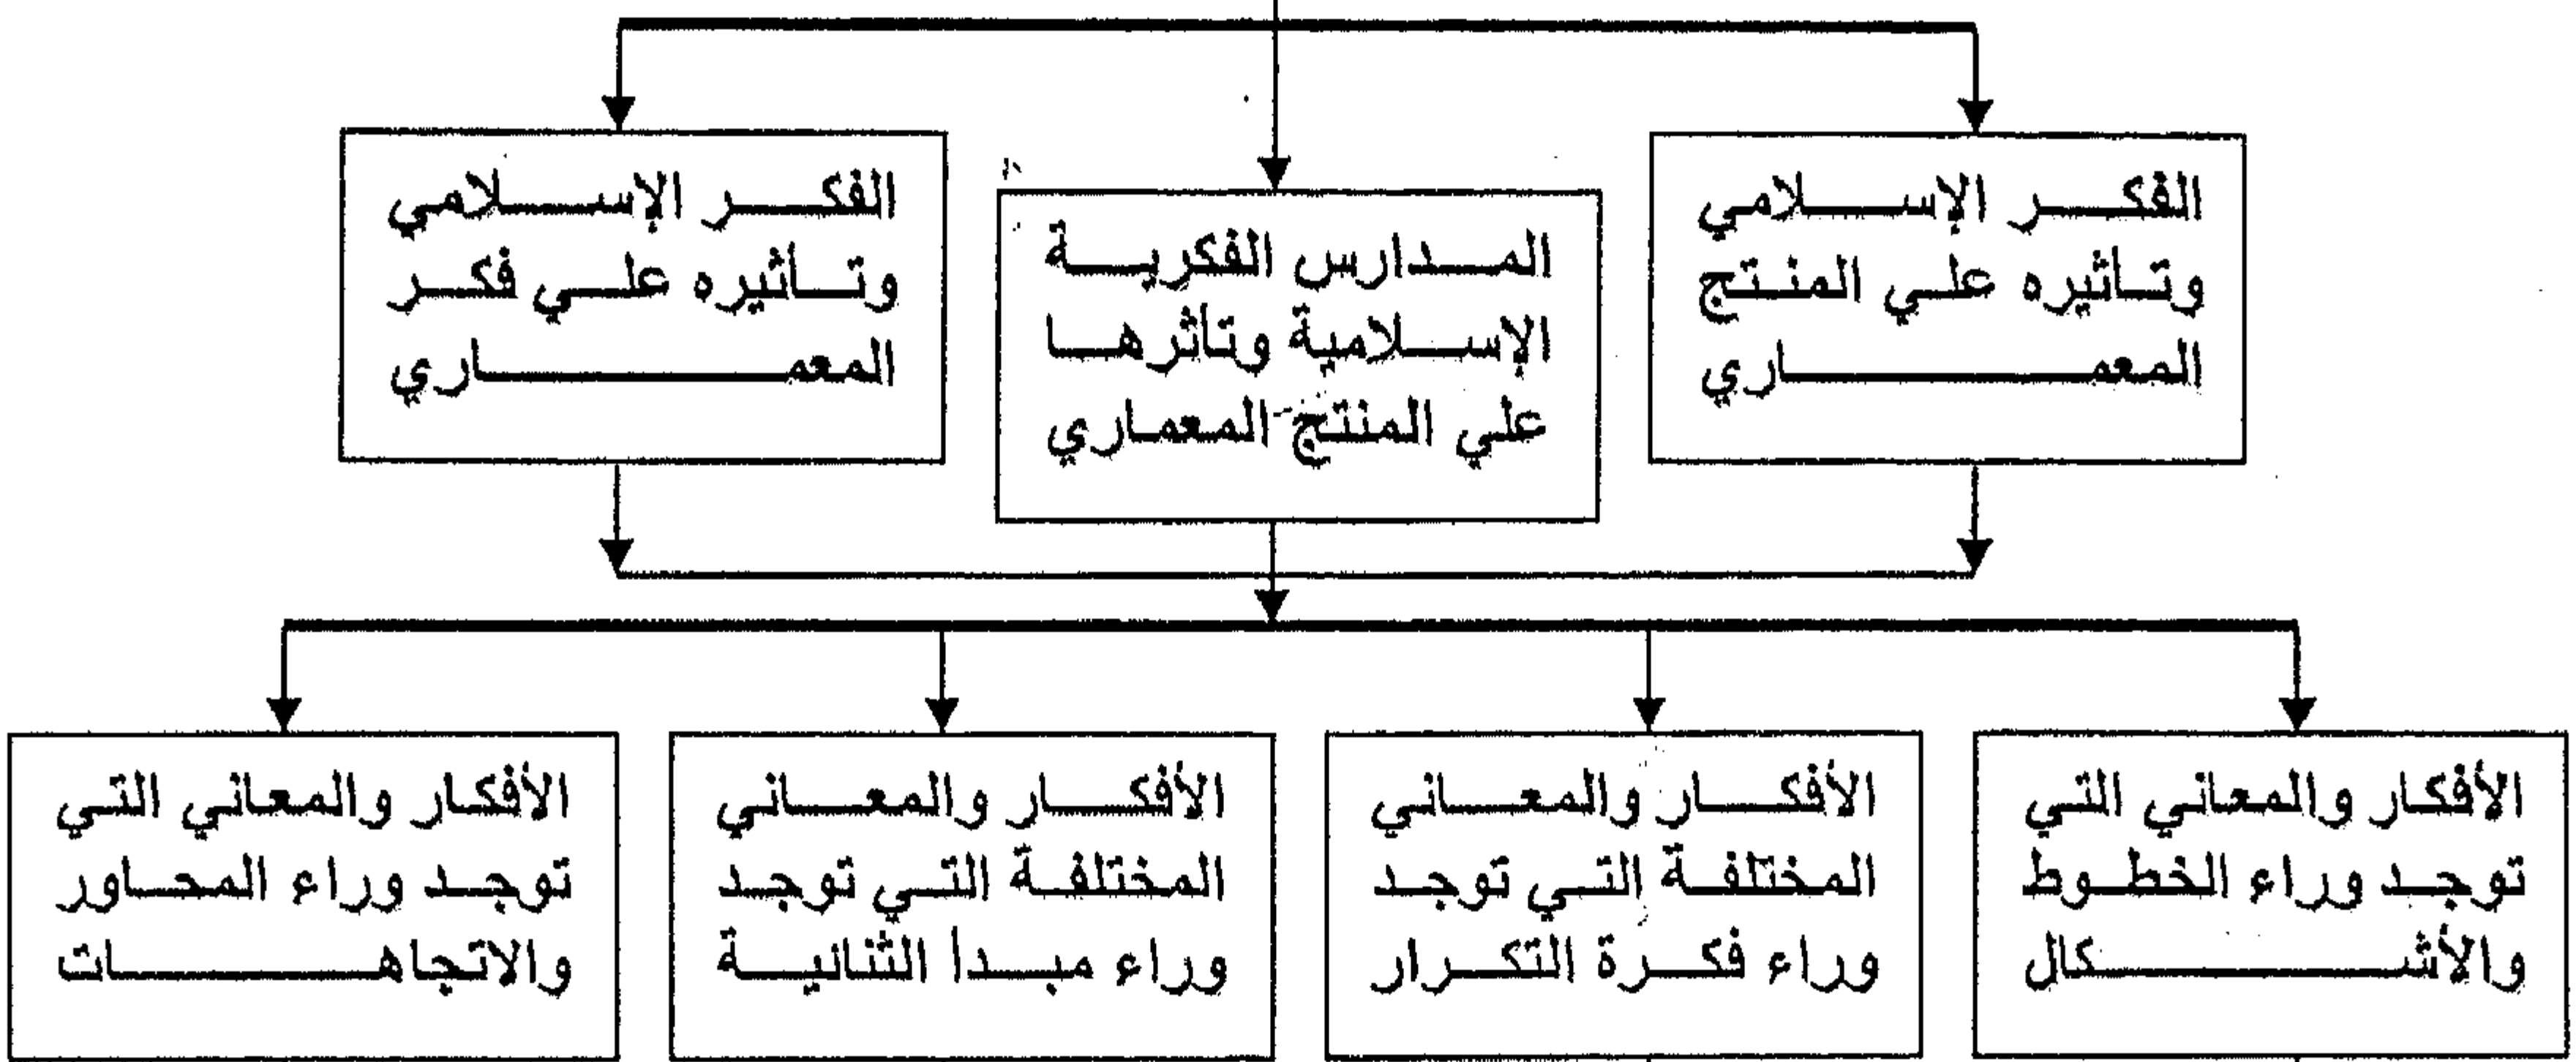 الفكر الإسلامي
وتأثيره علي المنتج
المعماري
المدارس الفكرية
الإسلامية وتأثرها
علي المنتج المعماري
الفكر الإسلامي
وتأثيره علي فكر
المعماري
الأفكار والمعاني التي
توجد وراء الخطوط
والأشكال
الأفكار والمعاني
المختلفة التي توجد
وراء فكرة التكرار
الأفكار والمعاني
المختلفة التي توجد
وراء مبدأ الثنائية
الأفكار والمعاني التي
توجد وراء المحاور
والاتجاهات